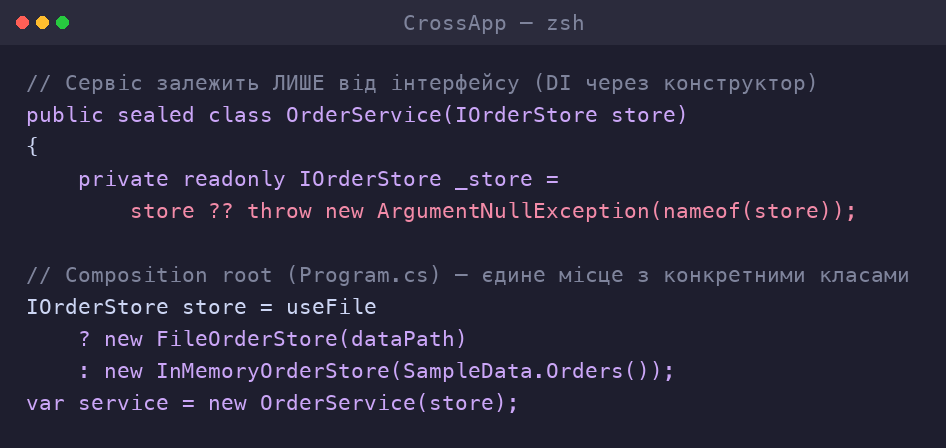 CrossApp — zsh
// Сервіс залежить ЛИШЕ від інтерфейсу (DI через конструктор)
public sealed class OrderService(IOrderStore store)
{
    private readonly IOrderStore _store =
        store ?? throw new ArgumentNullException(nameof(store));
// Composition root (Program.cs) — єдине місце з конкретними класами
IOrderStore store = useFile
    ? new FileOrderStore(dataPath)
    : new InMemoryOrderStore(SampleData.Orders());
var service = new OrderService(store);